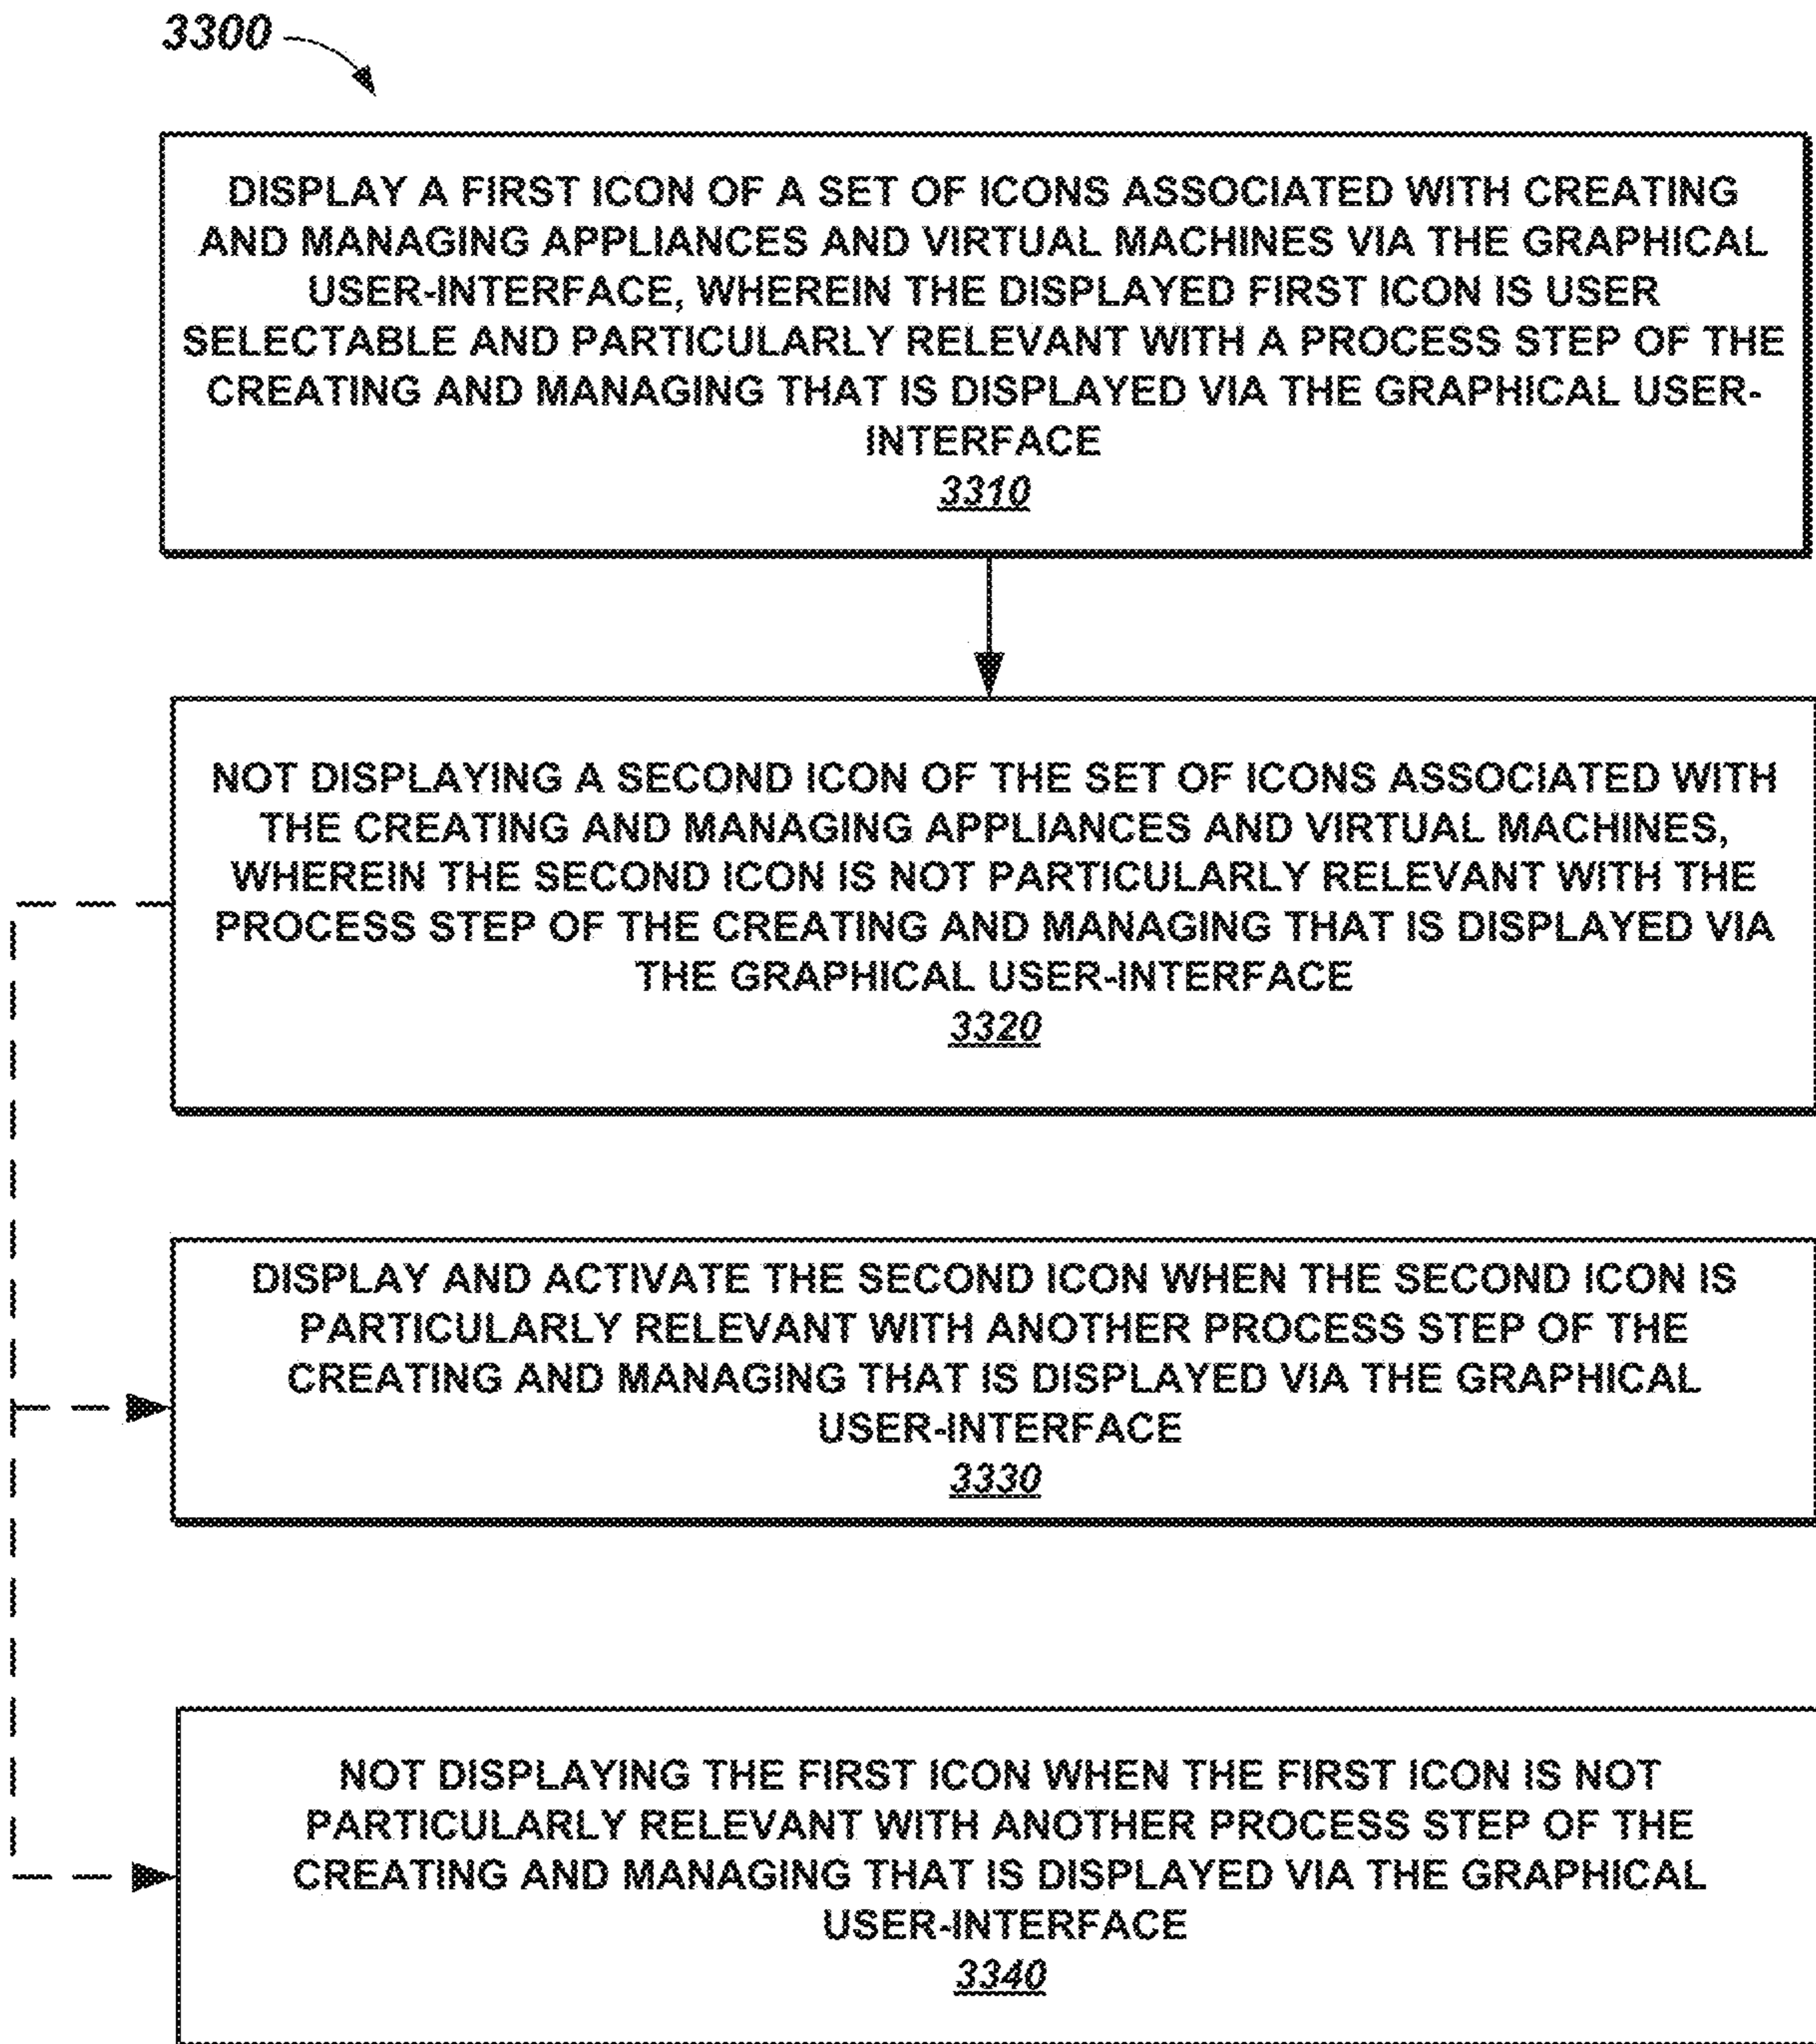 3300
DISPLAY A FIRST ICON OF A SET OF ICONS ASSOCIATED WITH CREATING
AND MANAGING APPLIANCES AND VIRTUAL MACHINES VIA THE GRAPHICAL
USER-INTERFACE, WHEREIN THE DISPLAYED FIRST ICON IS USER
SELECTABLE AND PARTICULARLY RELEVANT WITH A PROCESS STEP OF THE
CREATING AND MANAGING THAT IS DISPLAYED VIA THE GRAPHICAL USER-
INTERFACE
3310
NOT DISPLAYING A SECOND ICON OF THE SET OF ICONS ASSOCIATED WITH
THE CREATING AND MANAGING APPLIANCES AND VIRTUAL MACHINES,
WHEREIN THE SECOND ICON IS NOT PARTICULARLY RELEVANT WITH THE
PROCESS STEP OF THE CREATING AND MANAGING THAT IS DISPLAYED VIA
THE GRAPHICAL USER-INTERFACE
3320
DISPLAY AND ACTIVATE THE SECOND ICON WHEN THE SECOND ICON IS
PARTICULARLY RELEVANT WITH ANOTHER PROCESS STEP OF THE
CREATING AND MANAGING THAT IS DISPLAYED VIA THE GRAPHICAL
USER-INTERFACE
3330
NOT DISPLAYING THE FIRST ICON WHEN THE FIRST ICON IS NOT
PARTICULARLY RELEVANT WITH ANOTHER PROCESS STEP OF THE
CREATING AND MANAGING THAT IS DISPLAYED VIA THE GRAPHICAL
USER-INTERFACE
3340